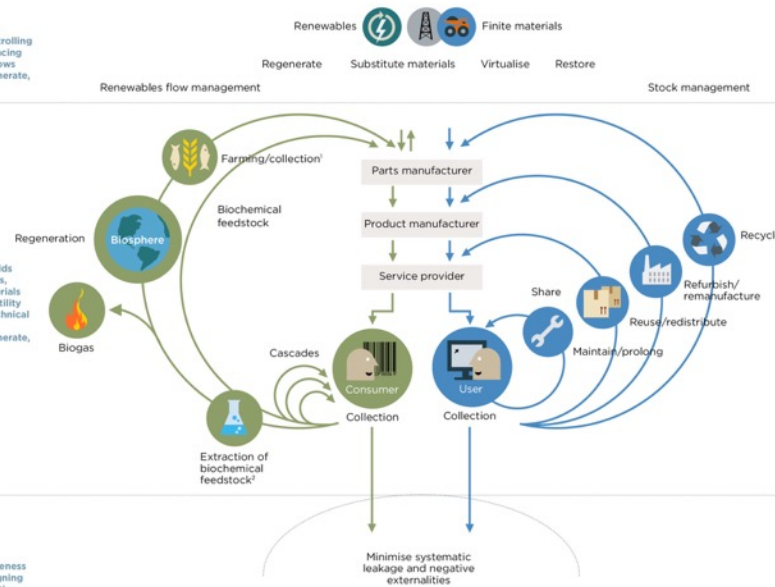 Renewables
Finite materials
Regenerate
Substitute materials
Virtualise
Restore
Renewables flow management
Stock management
Farming/collection¹
Parts manufacturer
Biochemical
feedstock
Product manufacturer
Regeneration
Biosphere
Recycl
Service provider
Share
Refurbish/
remanufacture
Reuse/redistribute
Biogas
Cascades
Maintain/prolong
Consumer
User
Collection
Collection
Extraction of
biochemical
feedstock²
Minimise systematic
leakage and negative
externalities